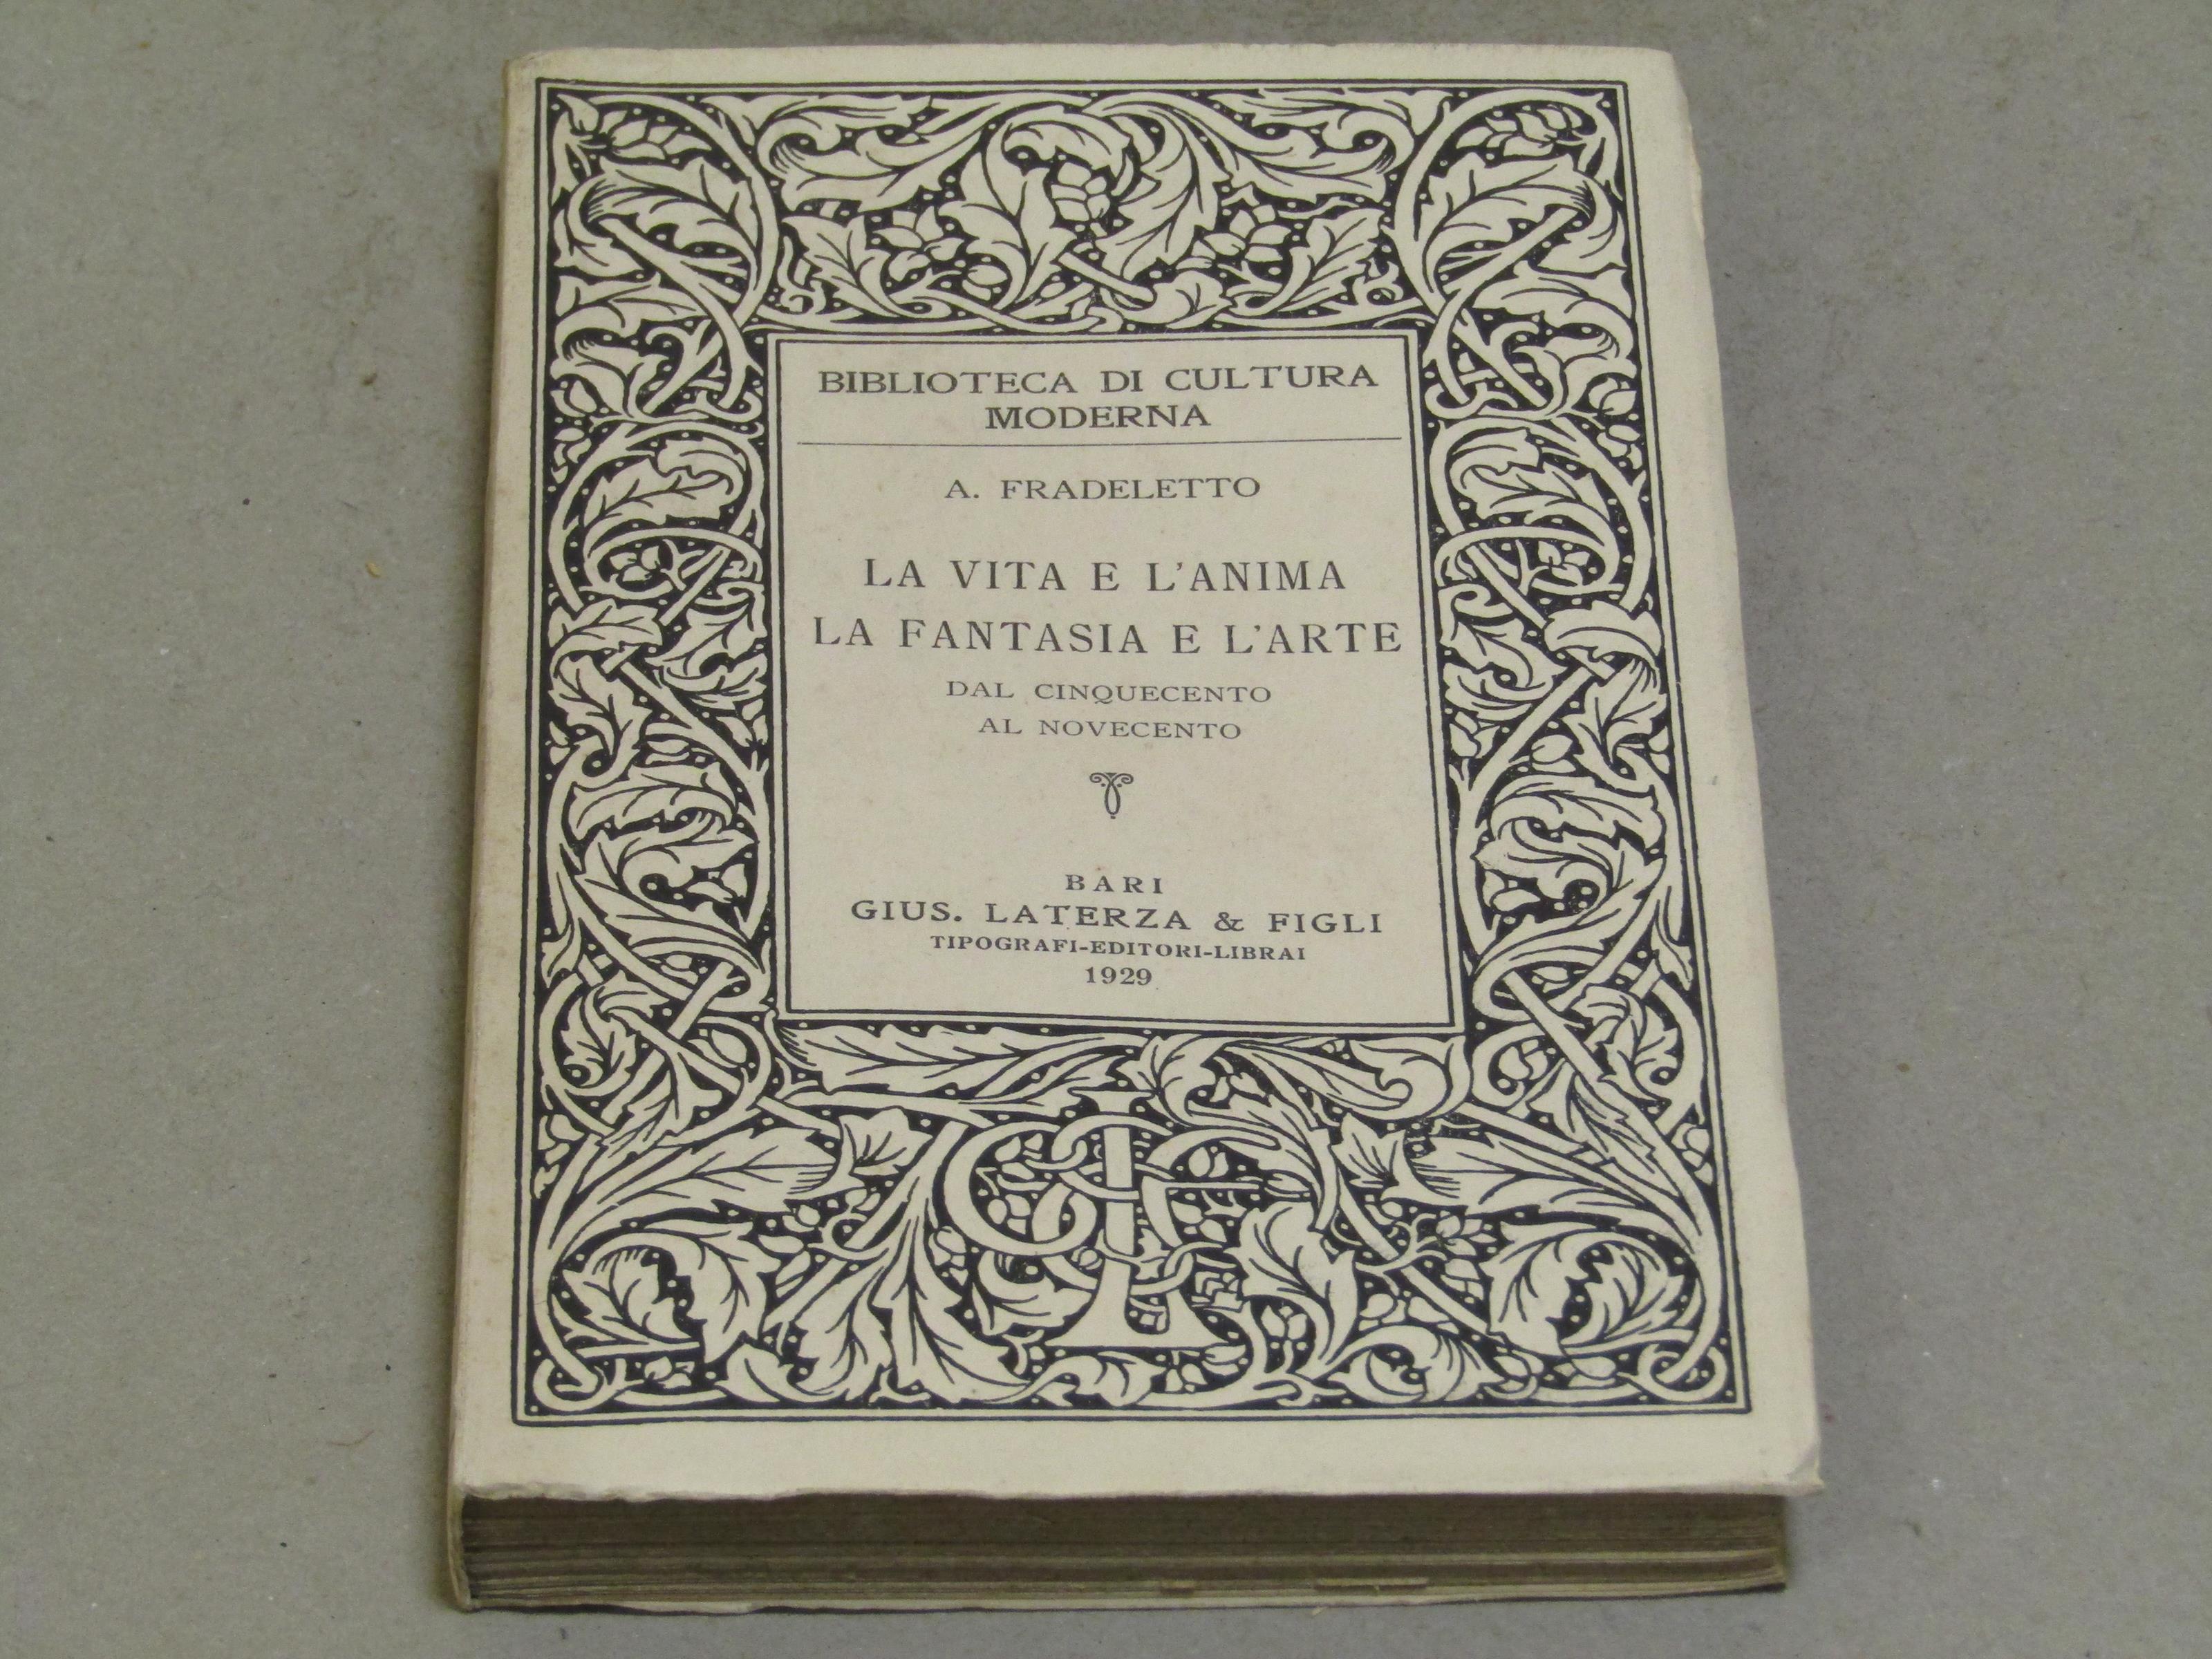 BIBLIOTECA DI CULTURA
MODERNA
A. FRADELETTO
LA VITA E L'ANIMA
LA FANTASIA E L'ARTE
DAL CINQUECENTO
AL NOVECENTO
BARI
GIUS. LATERZA & FIGLI
TIPOGRAFI-EDITORI-LIBRAI
1929